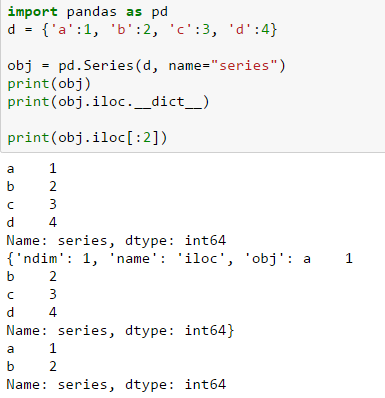 import pandas as pd
d = {'a':1, 'b':2, 'c':3, 'd':4}
obj = pd.Series(d, name="series")
print(obj)
print(obj.iloc.__dict__)
print(obj.iloc[:2])
a    1
b    2
c    3
d    4
Name: series, dtype: int64
{'ndim': 1, 'name': 'iloc', 'obj': a    1
b    2
c    3
d    4
Name: series, dtype: int64}
a    1
b    2
Name: series, dtype: int64